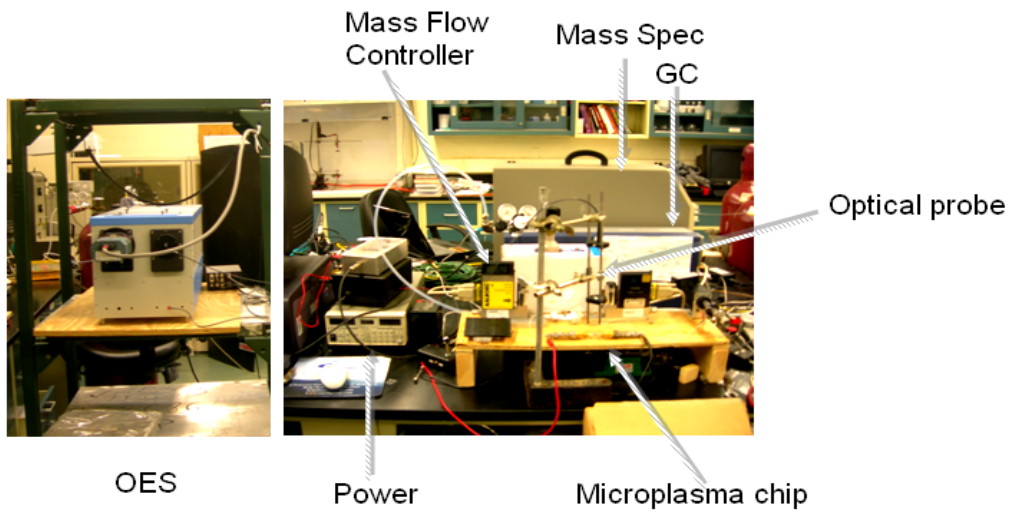 Mass Flow
Controller
Mass Spec
GC
Optical probe
OES
Power
Microplasma chip